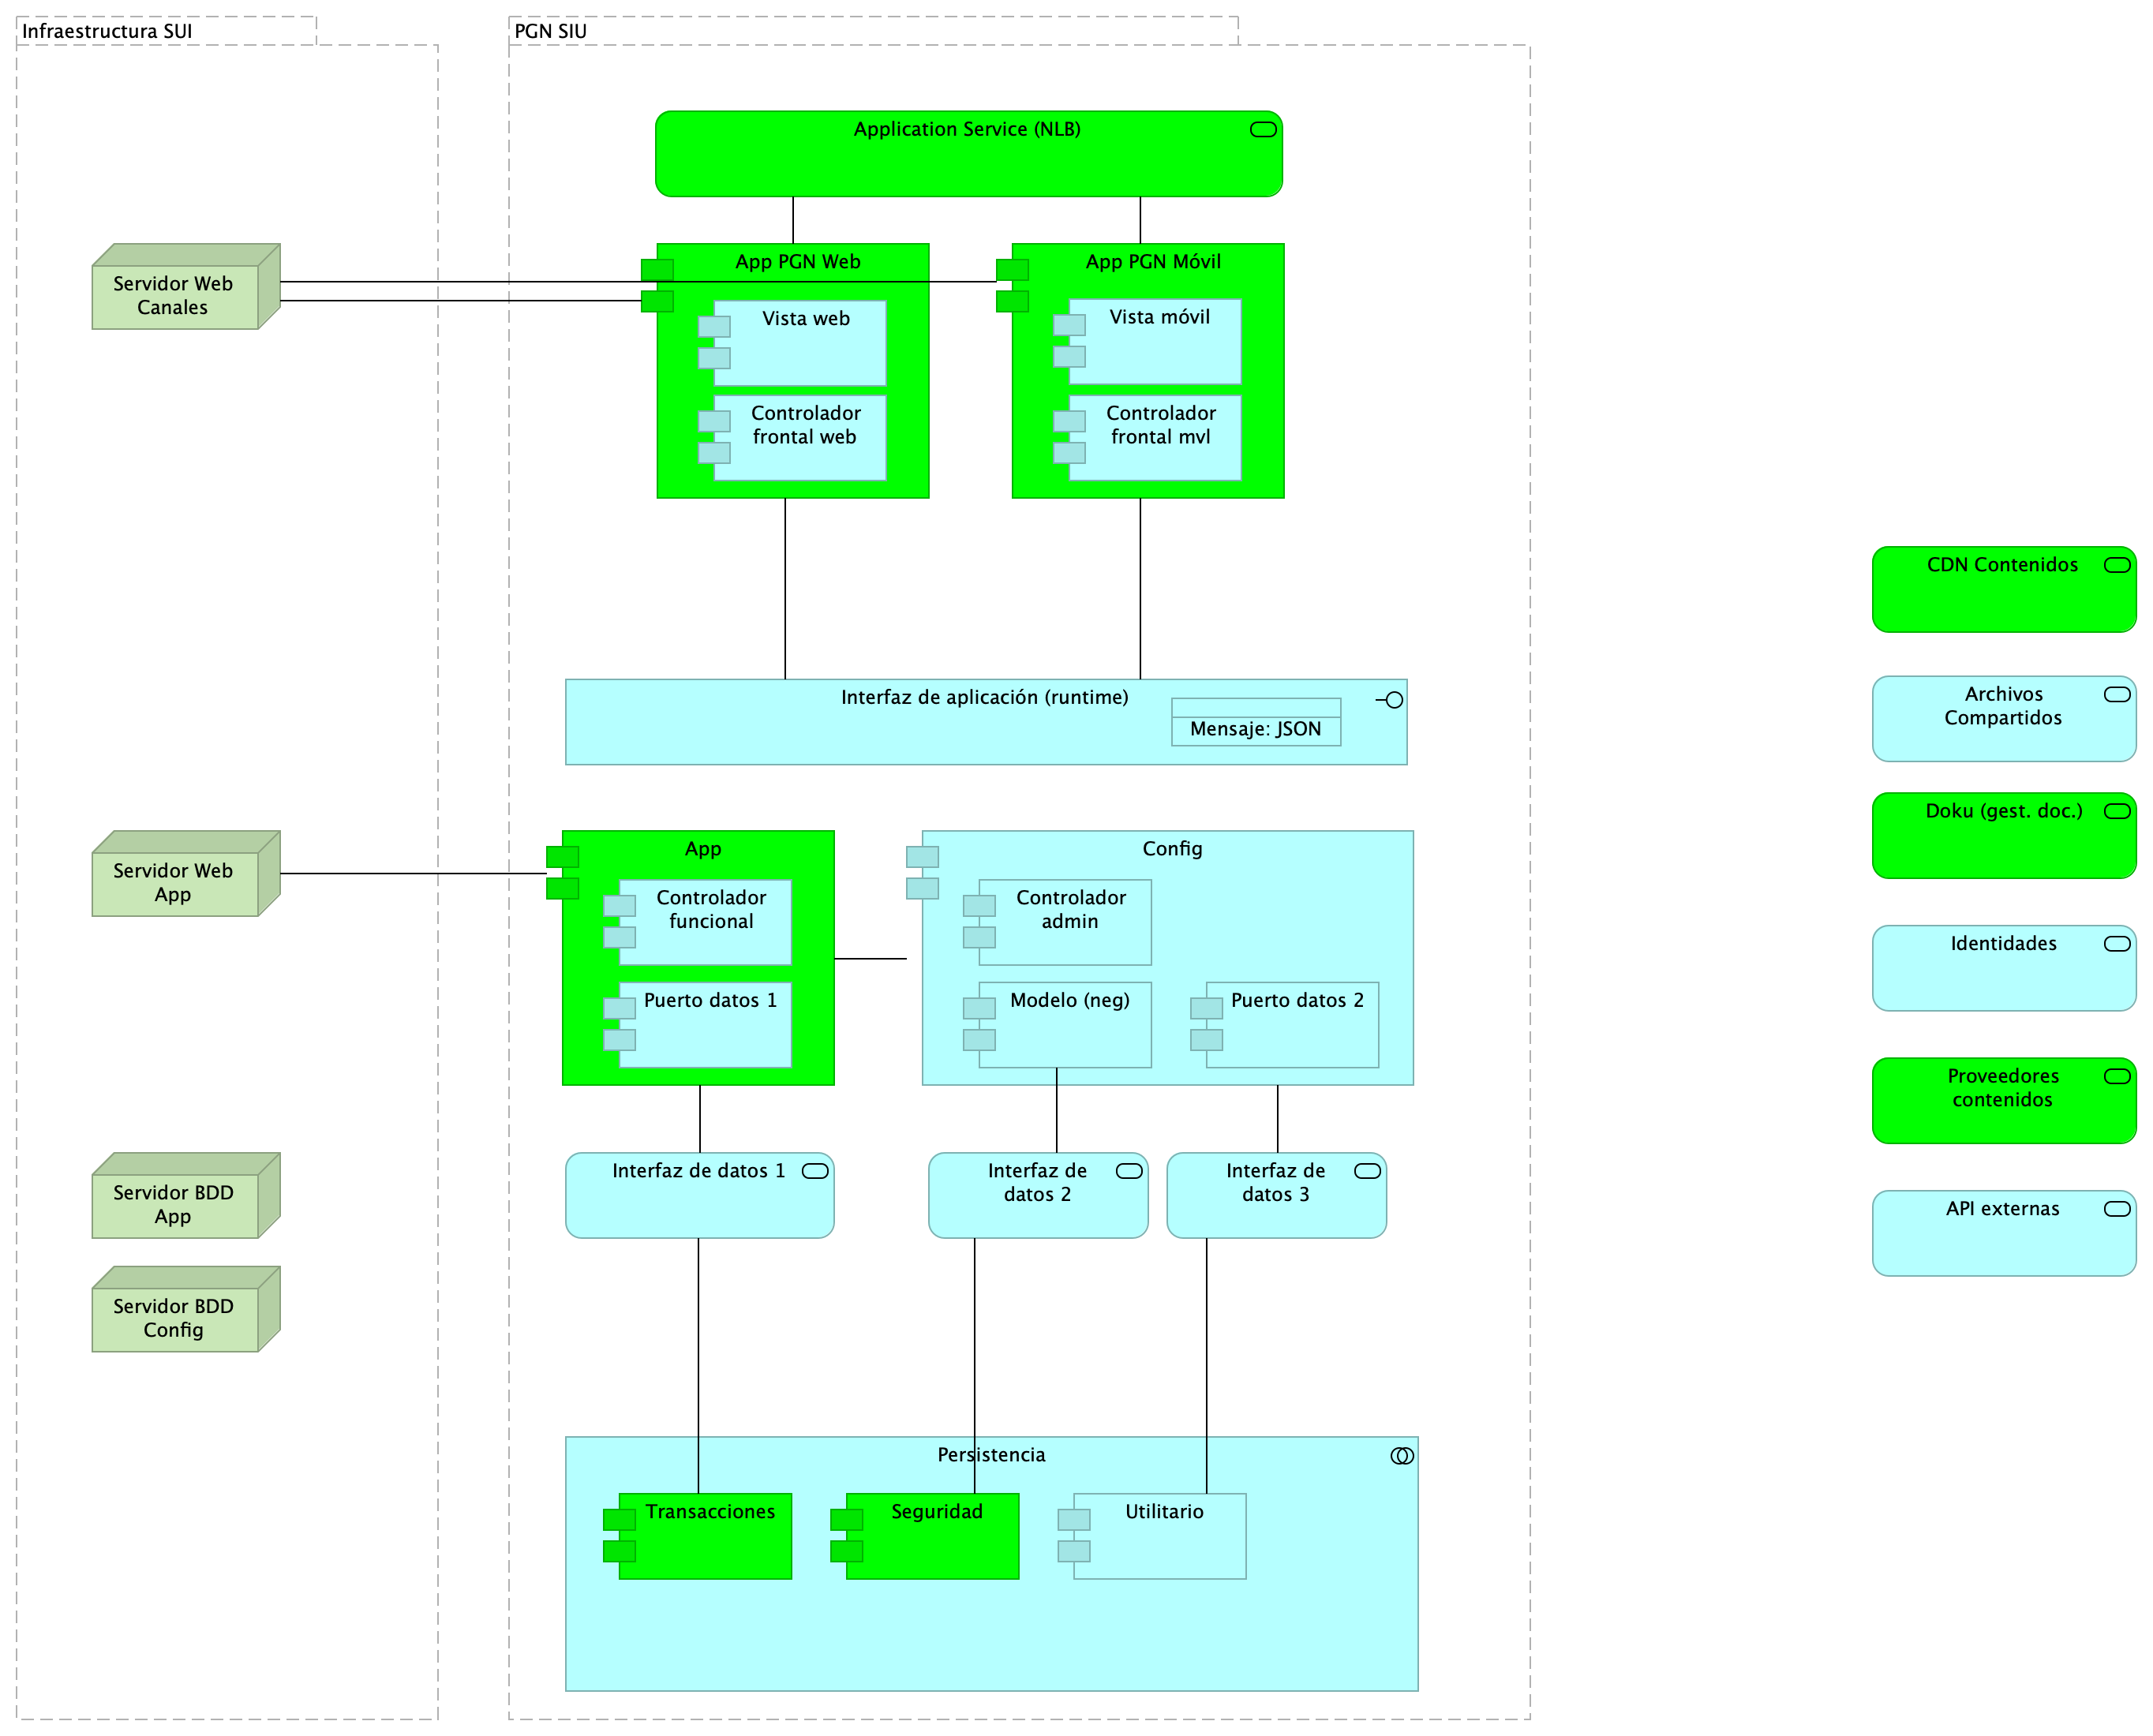 Infraestructura SUI
PGN SIU
Application Service (NLB)
Servidor Web
Canales
App PGN Web
Vista web
Controlador
frontal web
App PGN Móvil
Vista móvil
Controlador
frontal mvl
Interfaz de aplicación (runtime)
Mensaje: JSON
Servidor Web
App
App
Controlador
funcional
Puerto datos 1
Config
Controlador
admin
Modelo (neg)
Puerto datos 2
Servidor BDD
App
Servidor BDD
Config
Interfaz de datos 1
Interfaz de
datos 2
Interfaz de
datos 3
Persistencia
Transacciones
Seguridad
Utilitario
CDN Contenidos
Archivos
Compartidos
Doku (gest. doc.)
Identidades
Proveedores
contenidos
API externas